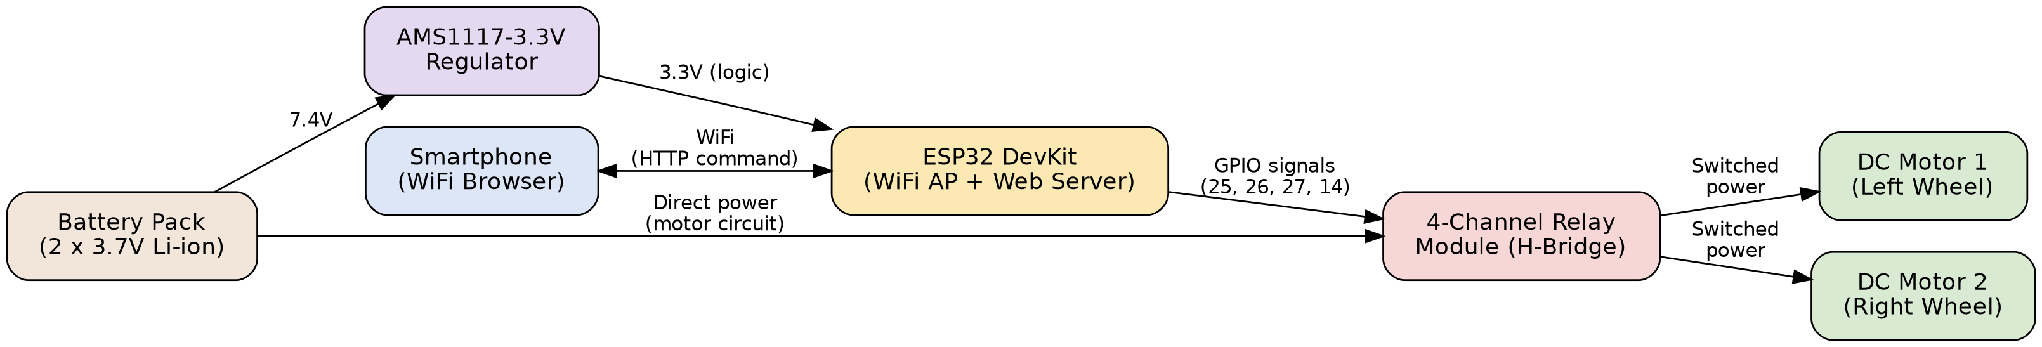 AMS1117-3.3V
Regulator
7.4V
3.3V (logic)
Smartphone
(WiFi Browser)
WiFi
(HTTP command)
ESP32 DevKit
(WiFi AP + Web Server)
Battery Pack
(2 x 3.7V Li-ion)
Direct power
(motor circuit)
GPIO signals
(25, 26, 27, 14)
4-Channel Relay
Module (H-Bridge)
Switched
power
DC Motor 1
(Left Wheel)
Switched
power
DC Motor 2
(Right Wheel)